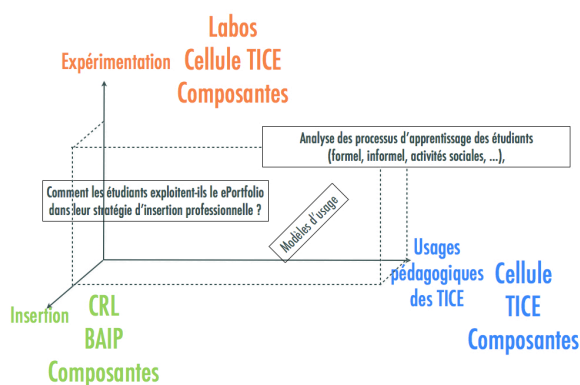 Labos
Expérimentation
Cellule TICE
Composantes
Analyse des processus d'apprentissage des étudiants
(formel, informel, activités sociales, ...),
Comment les étudiants exploitent-ils le ePortfolio
dans leur stratégie d'insertion professionnelle ?
Modèles d'usage
Usages
pédagogiques
des TICE
Cellule
TICE
Composantes
Insertion
CRL
BAIP
Composantes